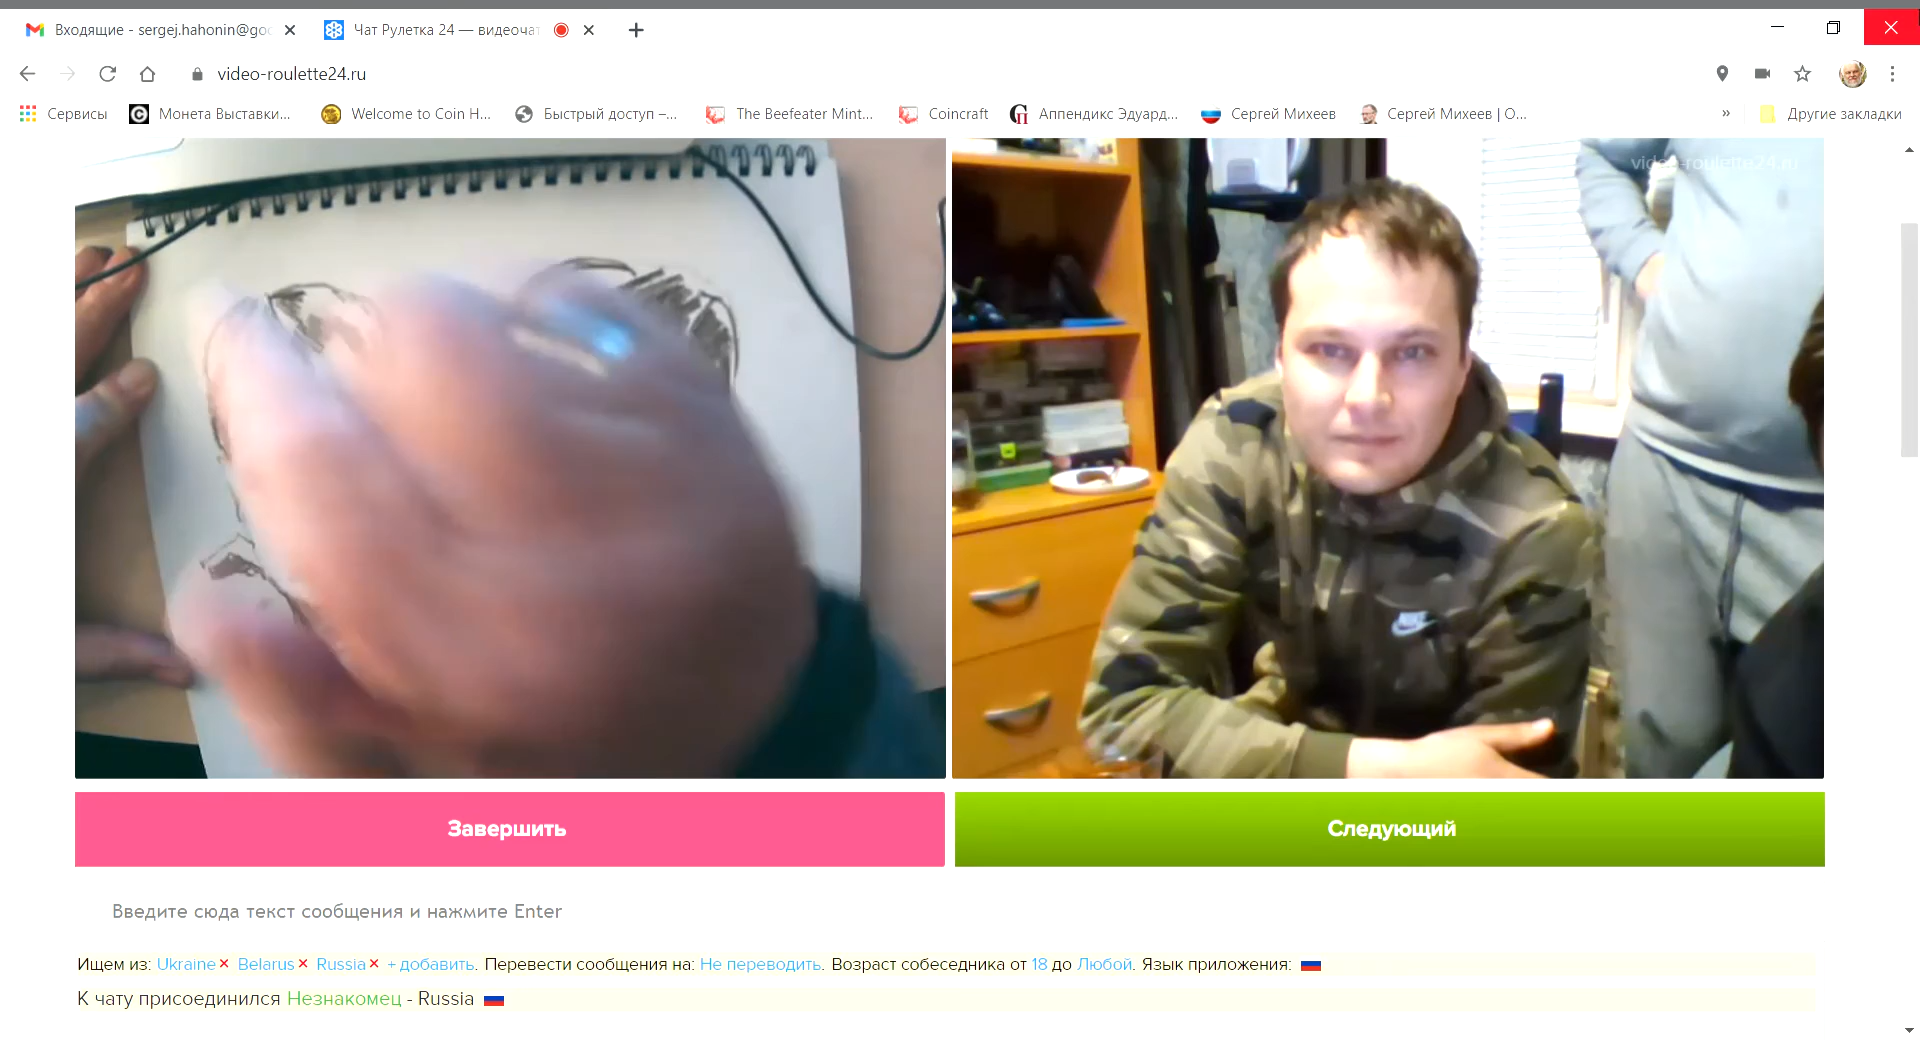 Входящие - sergej.hahonin@goo
Чат Рулетка 24 — видеочат
video-roulette24.ru
Сервисы
Монета Выставки...
Welcome to Coin H...
Быстрый доступ –...
The Beefeater Mint...
Coincraft
Аппендикс Эдуард...
Сергей Михеев
Сергей Михеев | О...
»
Другие закладки
video-roulette24.ru
NIKE
Завершить
Следующий
Введите сюда текст сообщения и нажмите Enter
Ищем из: Ukraine× Belarus× Russia× + добавить. Перевести сообщения на: Не переводить. Возраст собеседника от 18 до Любой. Язык приложения:
К чату присоединился Незнакомец - Russia